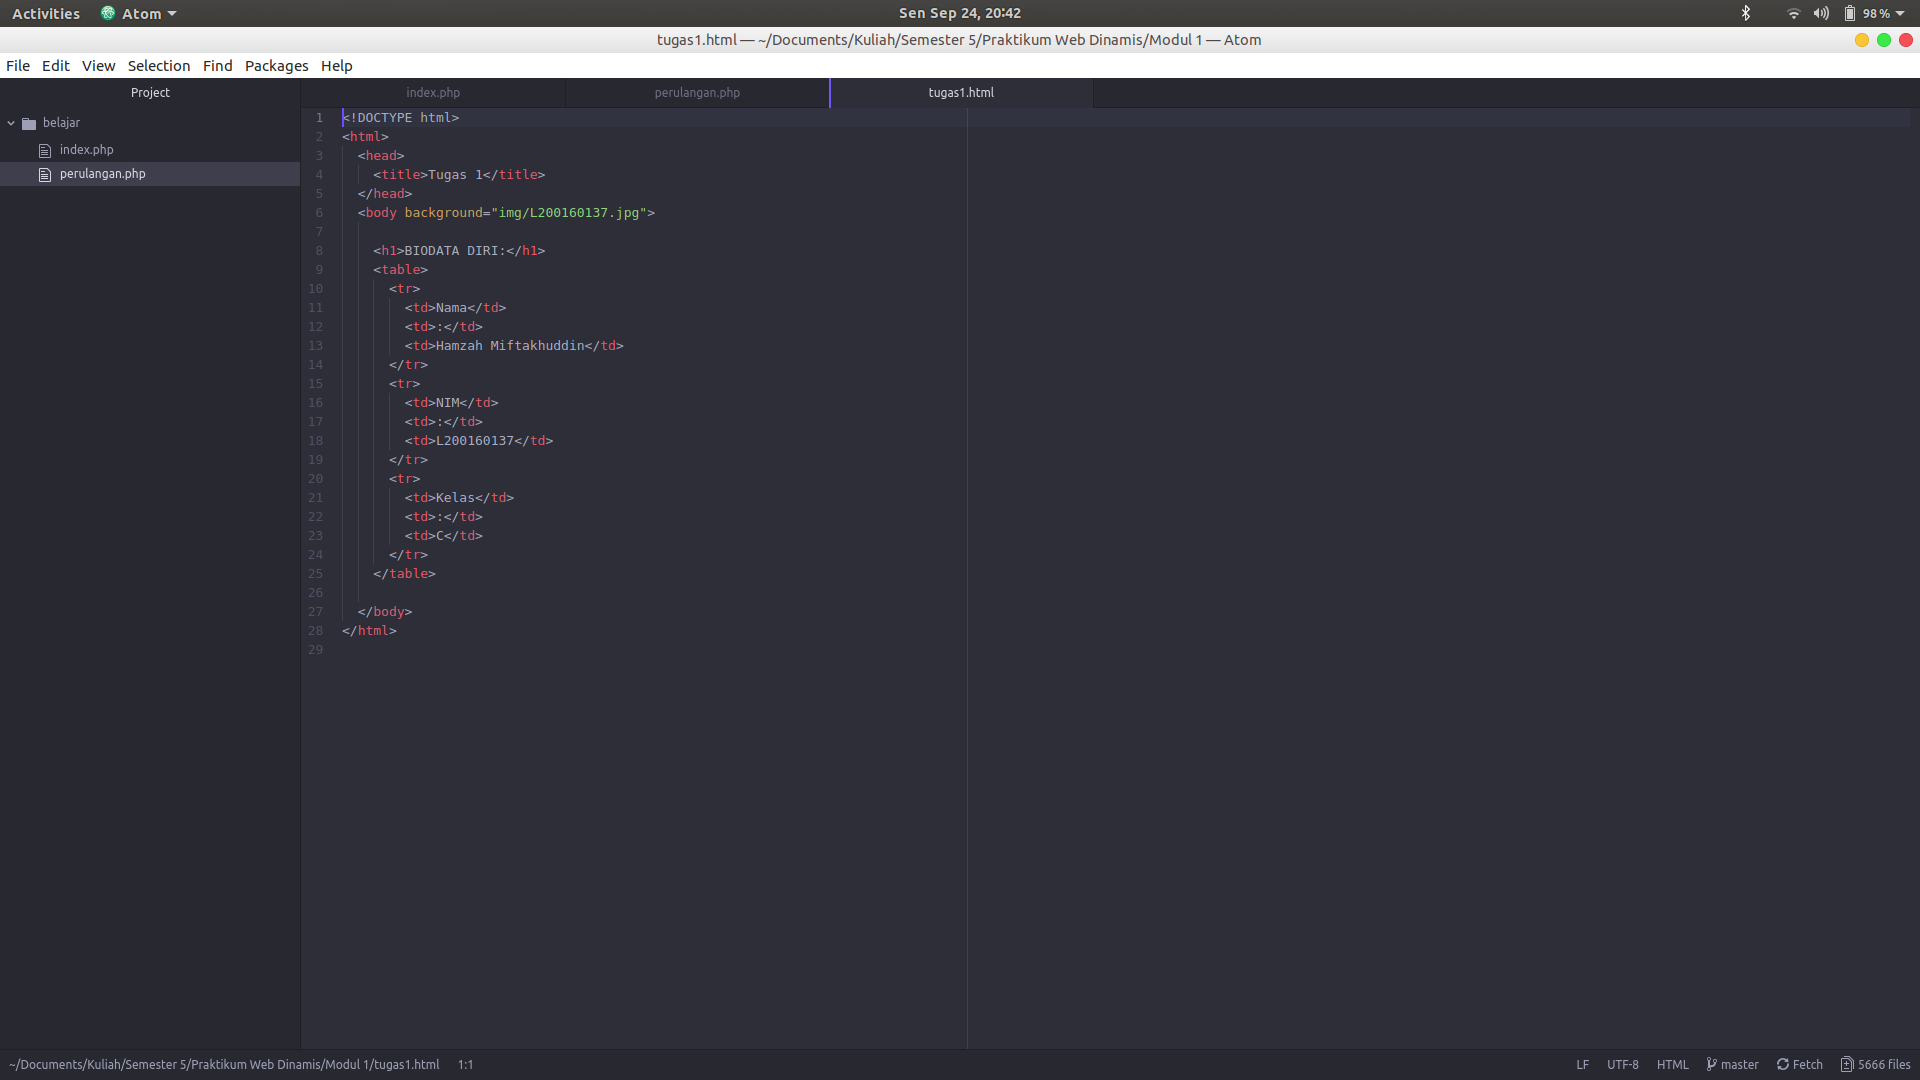 Activities Atom Sen Sep 24, 20:42 98 %
tugas1.html — ~/Documents/Kuliah/Semester 5/Praktikum Web Dinamis/Modul 1 — Atom
File Edit View Selection Find Packages Help
Project index.php perulangan.php tugas1.html
belajar
index.php
perulangan.php
1 <!DOCTYPE html>
2 <html>
3 <head>
4 <title>Tugas 1</title>
5 </head>
6 <body background="img/L200160137.jpg">
7
8 <h1>BIODATA DIRI:</h1>
9 <table>
10 <tr>
11 <td>Nama</td>
12 <td>:</td>
13 <td>Hamzah Miftakhuddin</td>
14 </tr>
15 <tr>
16 <td>NIM</td>
17 <td>:</td>
18 <td>L200160137</td>
19 </tr>
20 <tr>
21 <td>Kelas</td>
22 <td>:</td>
23 <td>C</td>
24 </tr>
25 </table>
26
27 </body>
28 </html>
29
~/Documents/Kuliah/Semester 5/Praktikum Web Dinamis/Modul 1/tugas1.html 1:1 LF UTF-8 HTML master Fetch 5666 files